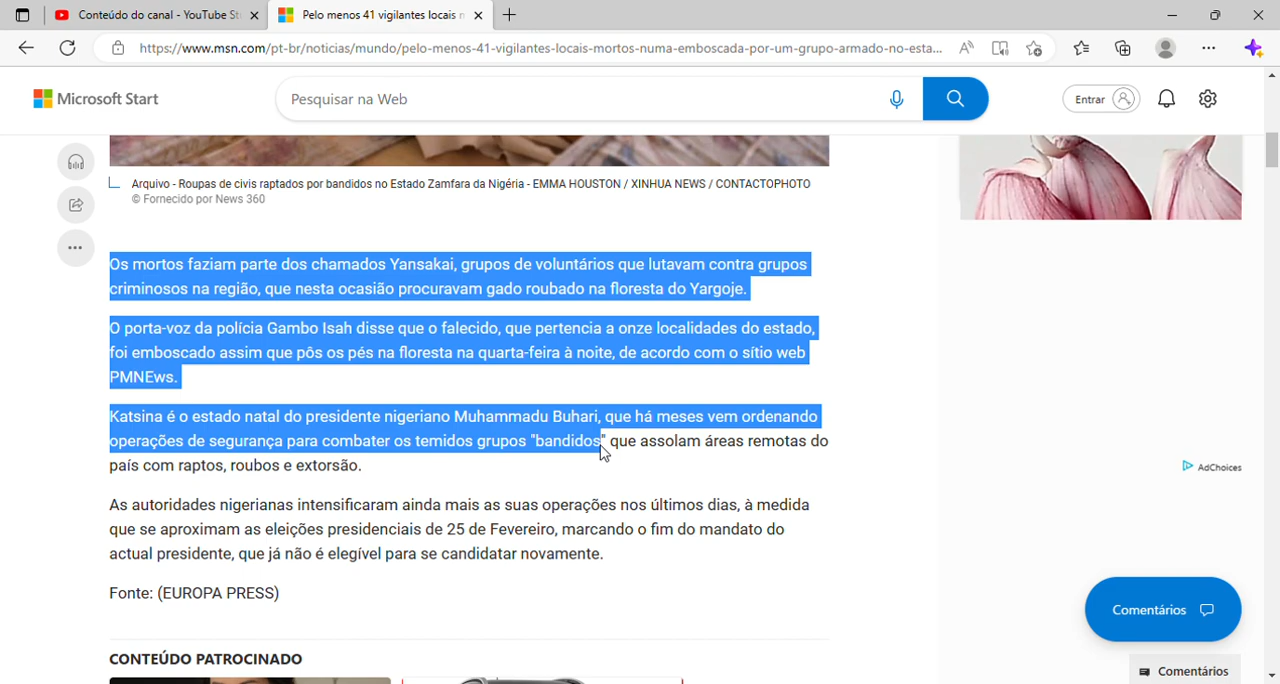 Conteúdo do canal - YouTube St
Pelo menos 41 vigilantes locais n
https://www.msn.com/pt-br/noticias/mundo/pelo-menos-41-vigilantes-locais-mortos-numa-emboscada-por-um-grupo-armado-no-esta...
Microsoft Start
Pesquisar na Web
Entrar
Arquivo - Roupas de civis raptados por bandidos no Estado Zamfara da Nigéria - EMMA HOUSTON / XINHUA NEWS / CONTACTOPHOTO
© Fornecido por News 360
Os mortos faziam parte dos chamados Yansakai, grupos de voluntários que lutavam contra grupos
criminosos na região, que nesta ocasião procuravam gado roubado na floresta do Yargoje.
O porta-voz da polícia Gambo Isah disse que o falecido, que pertencia a onze localidades do estado,
foi emboscado assim que pôs os pés na floresta na quarta-feira à noite, de acordo com o sítio web
PMNEws.
Katsina é o estado natal do presidente nigeriano Muhammadu Buhari, que há meses vem ordenando
operações de segurança para combater os temidos grupos "bandidos" que assolam áreas remotas do
país com raptos, roubos e extorsão.
As autoridades nigerianas intensificaram ainda mais as suas operações nos últimos dias, à medida
que se aproximam as eleições presidenciais de 25 de Fevereiro, marcando o fim do mandato do
actual presidente, que já não é elegível para se candidatar novamente.
Fonte: (EUROPA PRESS)
CONTEÚDO PATROCINADO
AdChoices
Comentários
Comentários